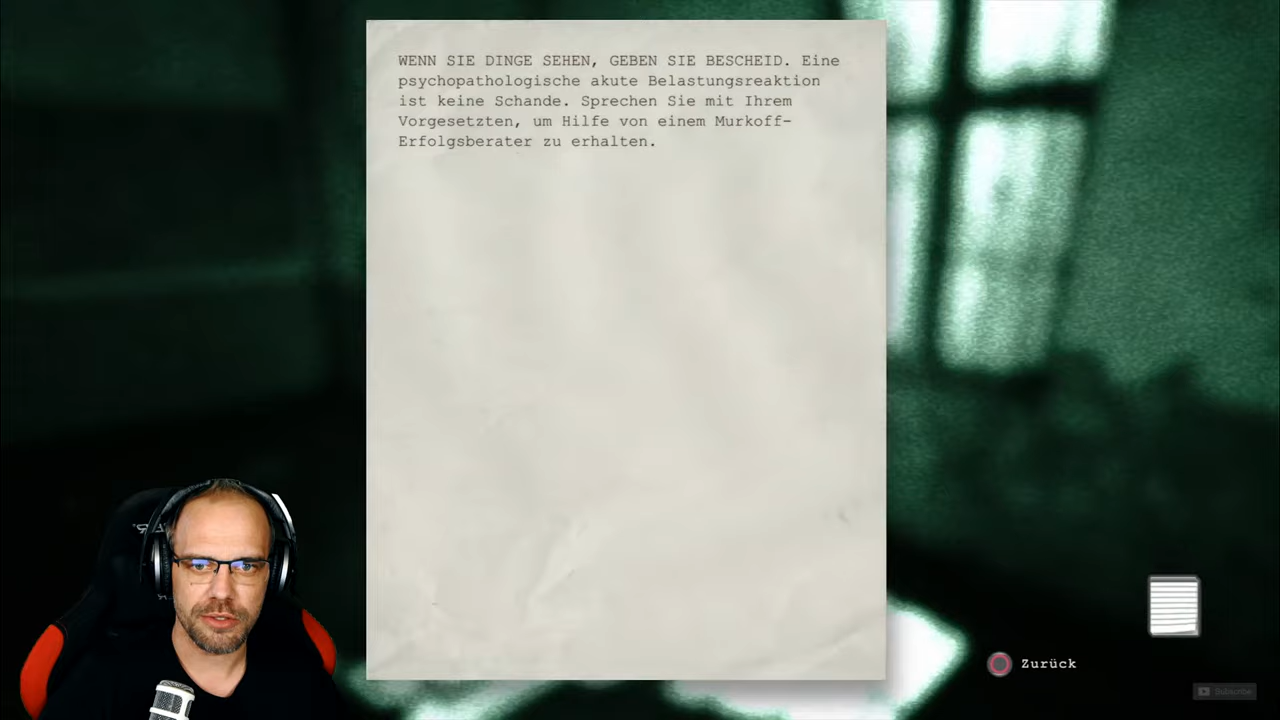 WENN SIE DINGE SEHEN, GEBEN SIE BESCHEID. Eine
psychopathologische akute Belastungsreaktion
ist keine Schande. Sprechen Sie mit Ihrem
Vorgesetzten, um Hilfe von einem Murkoff-
Erfolgsberater zu erhalten.
Zurück
Subscribe